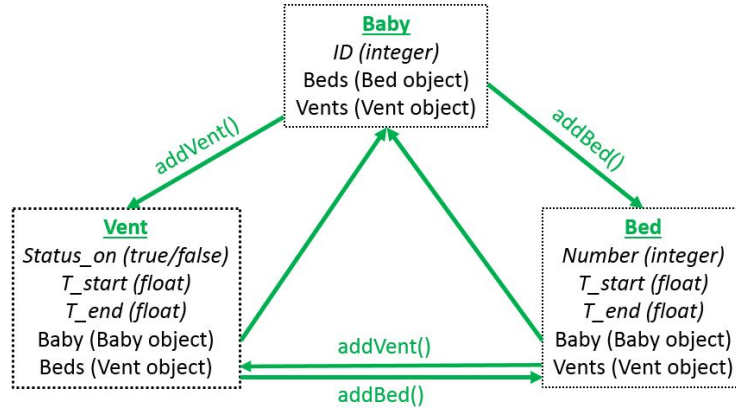 Baby
ID (integer)
Beds (Bed object)
Vents (Vent object)
addVent()
addBed()
Vent
Status_on (true/false)
T_start (float)
T_end (float)
Baby (Baby object)
Beds (Vent object)
Bed
Number (integer)
T_start (float)
T_end (float)
Baby (Baby object)
Vents (Vent object)
addVent()
addBed()